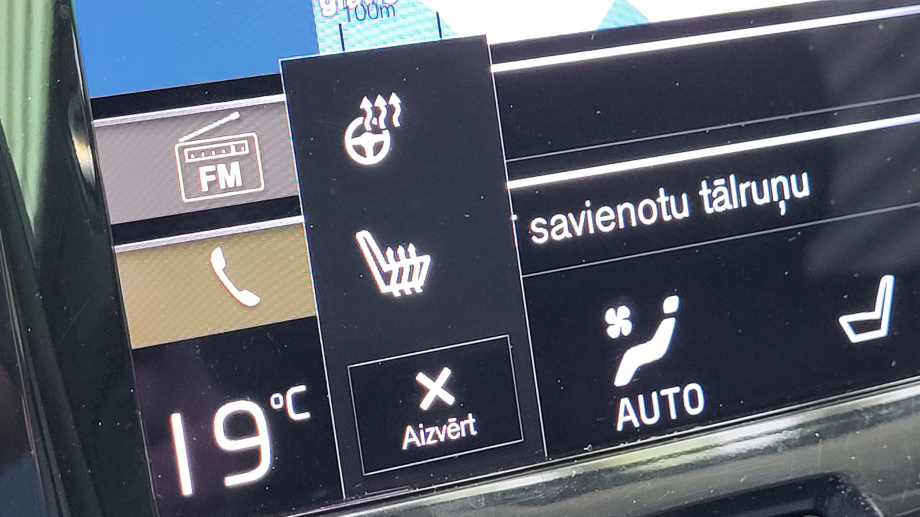 100m
FM
savienotu tālruņu
19°C
Aizvērt
AUTO